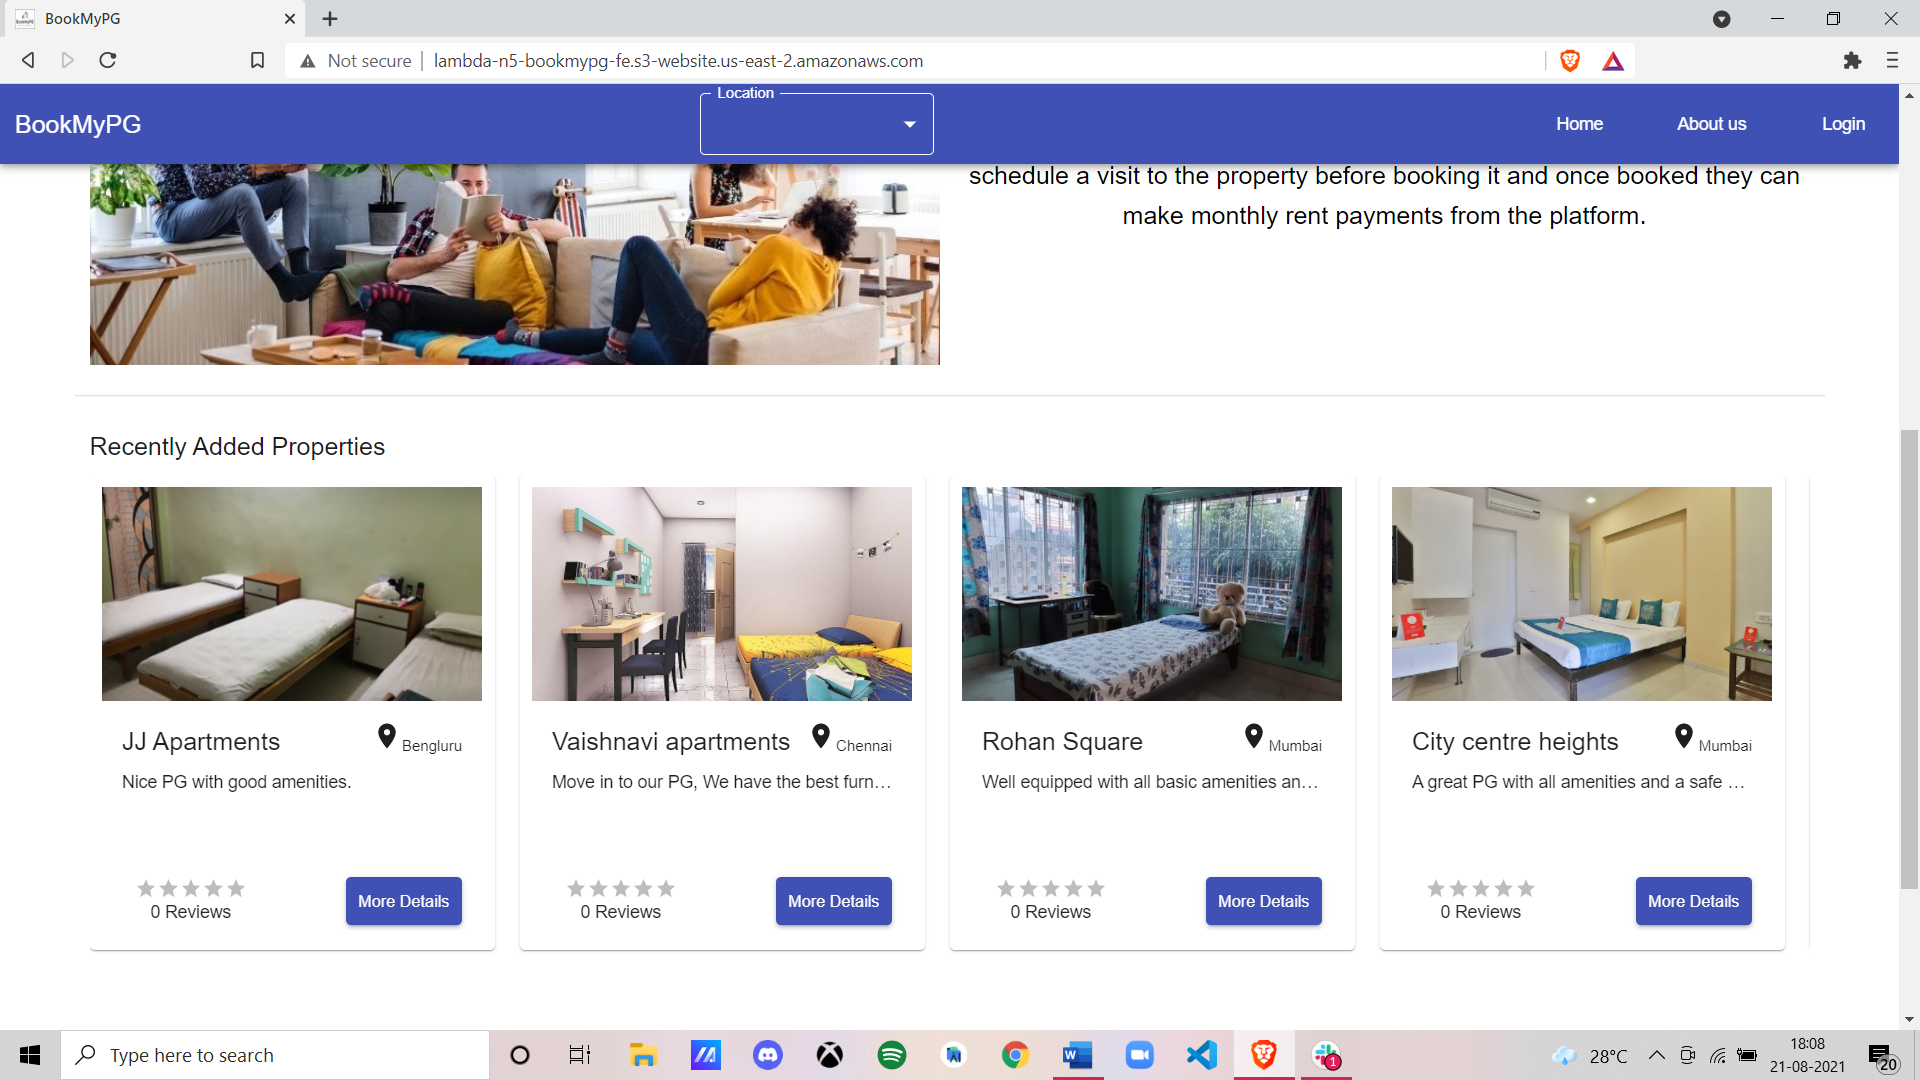 BookMyPG
Not secure
lambda-n5-bookmypg-fe.s3-website.us-east-2.amazonaws.com
BookMyPG
Location
Home
About us
Login
schedule a visit to the property before booking it and once booked they can
make monthly rent payments from the platform.
Recently Added Properties
JJ Apartments
Bengluru
Nice PG with good amenities.
0 Reviews
More Details
Vaishnavi apartments
Chennai
Move in to our PG, We have the best furn…
0 Reviews
More Details
Rohan Square
Mumbai
Well equipped with all basic amenities an…
0 Reviews
More Details
City centre heights
Mumbai
A great PG with all amenities and a safe …
0 Reviews
More Details
Type here to search
W
1
28°C
18:08
21-08-2021
20